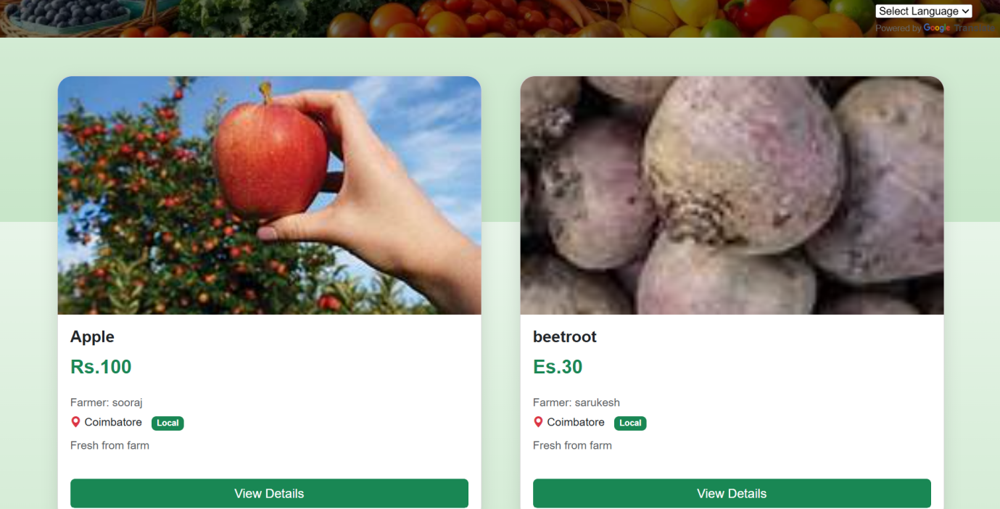 Select Language
Powered by Google Translate
Apple
Rs.100
Farmer: sooraj
Coimbatore Local
Fresh from farm
View Details
beetroot
Es.30
Farmer: sarukesh
Coimbatore Local
Fresh from farm
View Details